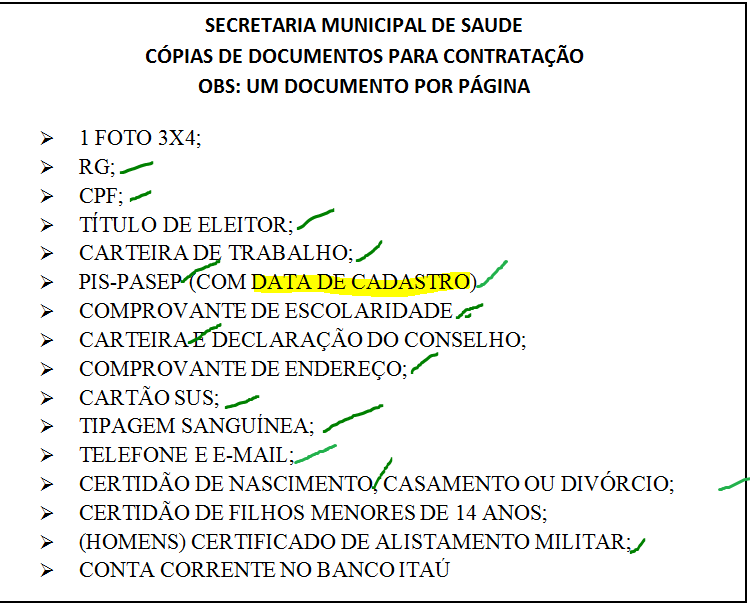 SECRETARIA MUNICIPAL DE SAUDE
CÓPIAS DE DOCUMENTOS PARA CONTRATAÇÃO
OBS: UM DOCUMENTO POR PÁGINA
➢ 1 FOTO 3X4;
➢ RG;
➢ CPF;
➢ TÍTULO DE ELEITOR;
➢ CARTEIRA DE TRABALHO;
➢ PIS-PASEP (COM DATA DE CADASTRO)
➢ COMPROVANTE DE ESCOLARIDADE
➢ CARTEIRA E DECLARAÇÃO DO CONSELHO;
➢ COMPROVANTE DE ENDEREÇO;
➢ CARTÃO SUS;
➢ TIPAGEM SANGUÍNEA;
➢ TELEFONE E E-MAIL;
➢ CERTIDÃO DE NASCIMENTO, CASAMENTO OU DIVÓRCIO;
➢ CERTIDÃO DE FILHOS MENORES DE 14 ANOS;
➢ (HOMENS) CERTIFICADO DE ALISTAMENTO MILITAR;
➢ CONTA CORRENTE NO BANCO ITAÚ